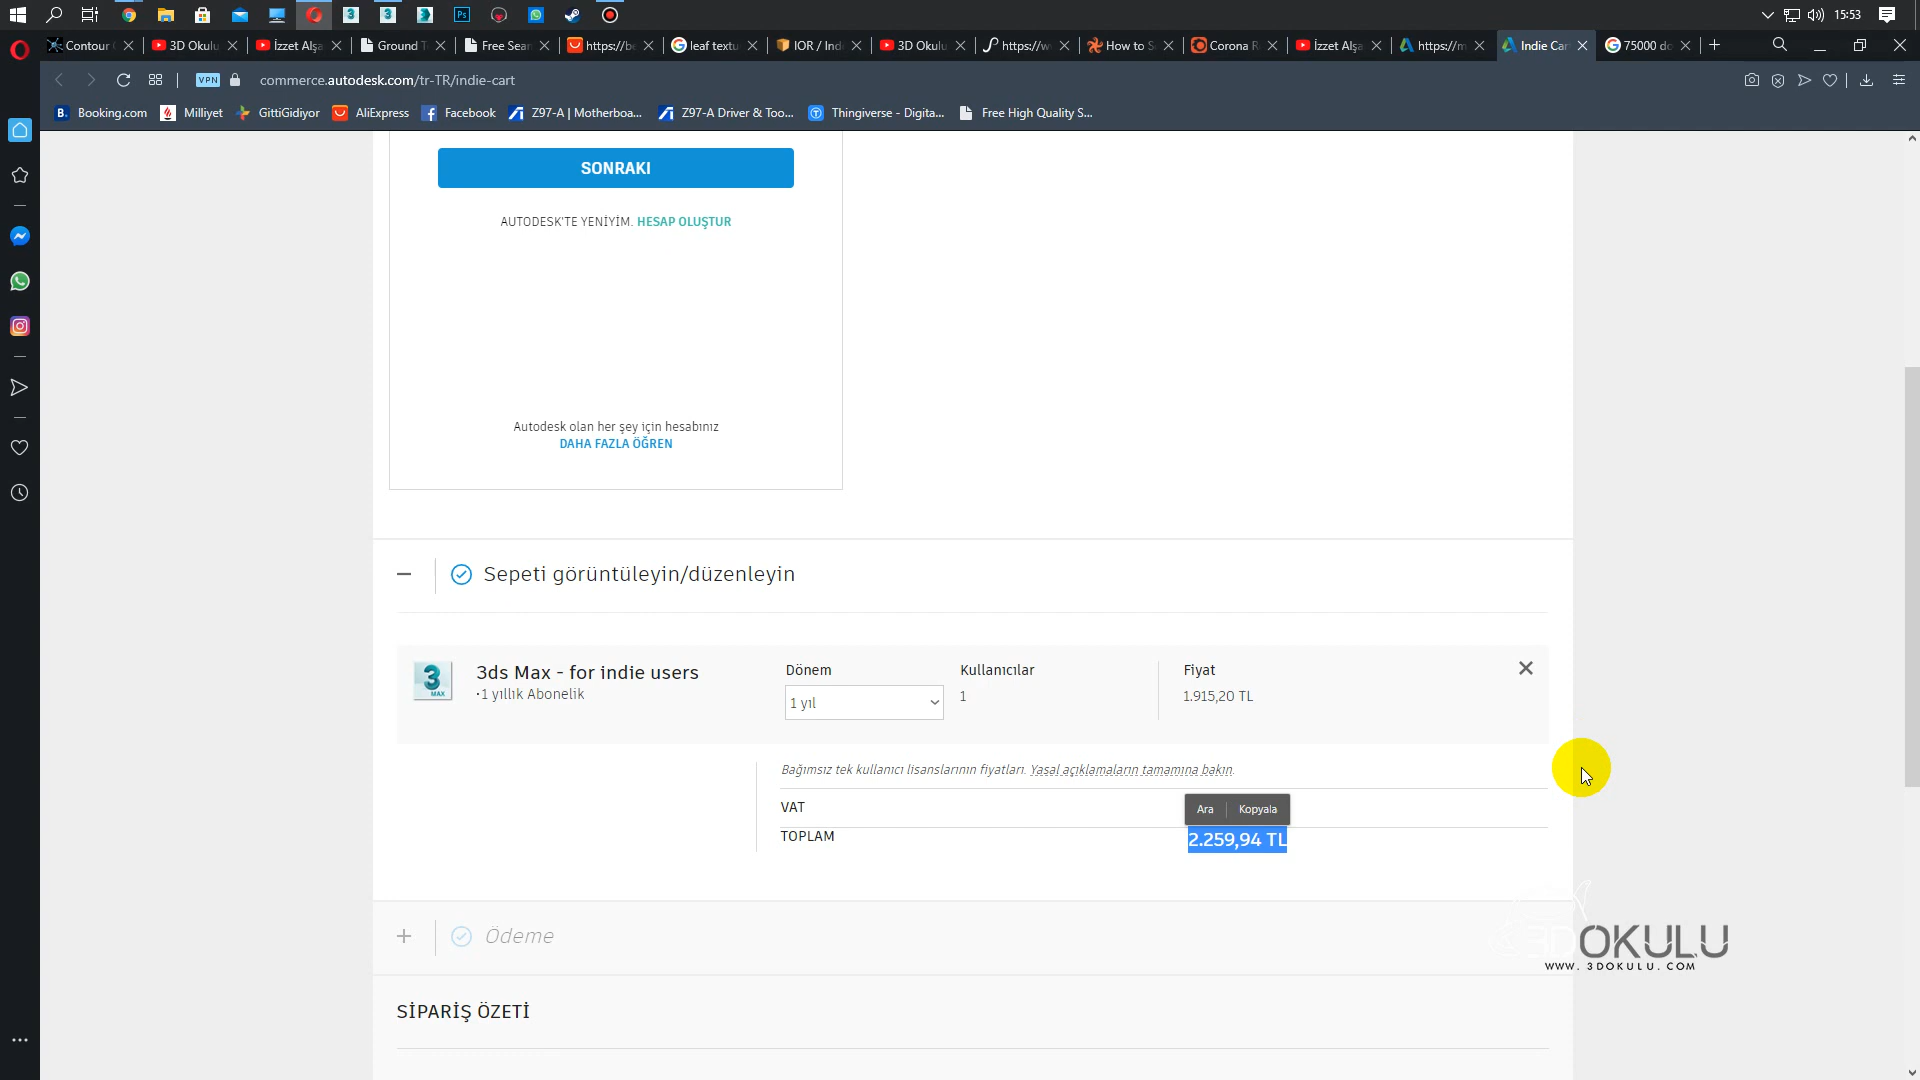 15:53
Contour
3D Okulu
İzzet Alşa
Ground T
Free Sear
https://be
leaf textu
IOR / Ind
3D Okulu
https://w
How to S
Corona R
İzzet Alşa
https://m
Indie Car
75000 do
VPN
commerce.autodesk.com/tr-TR/indie-cart
Booking.com
Milliyet
GittiGidiyor
AliExpress
Facebook
Z97-A | Motherboa...
Z97-A Driver & Too...
Thingiverse - Digita...
Free High Quality S...
SONRAKI
AUTODESK'TE YENİYİM. HESAP OLUŞTUR
Autodesk olan her şey için hesabınız
DAHA FAZLA ÖĞREN
Sepeti görüntüleyin/düzenleyin
3ds Max - for indie users
•1 yıllık Abonelik
Dönem
1 yıl
Kullanıcılar
1
Fiyat
1.915,20 TL
Bağımsız tek kullanıcı lisanslarının fiyatları. Yasal açıklamaların tamamına bakın.
VAT
Ara
Kopyala
TOPLAM
2.259,94 TL
Ödeme
3DOKULU
WWW. 3DOKULU. COM
SİPARİŞ ÖZETİ